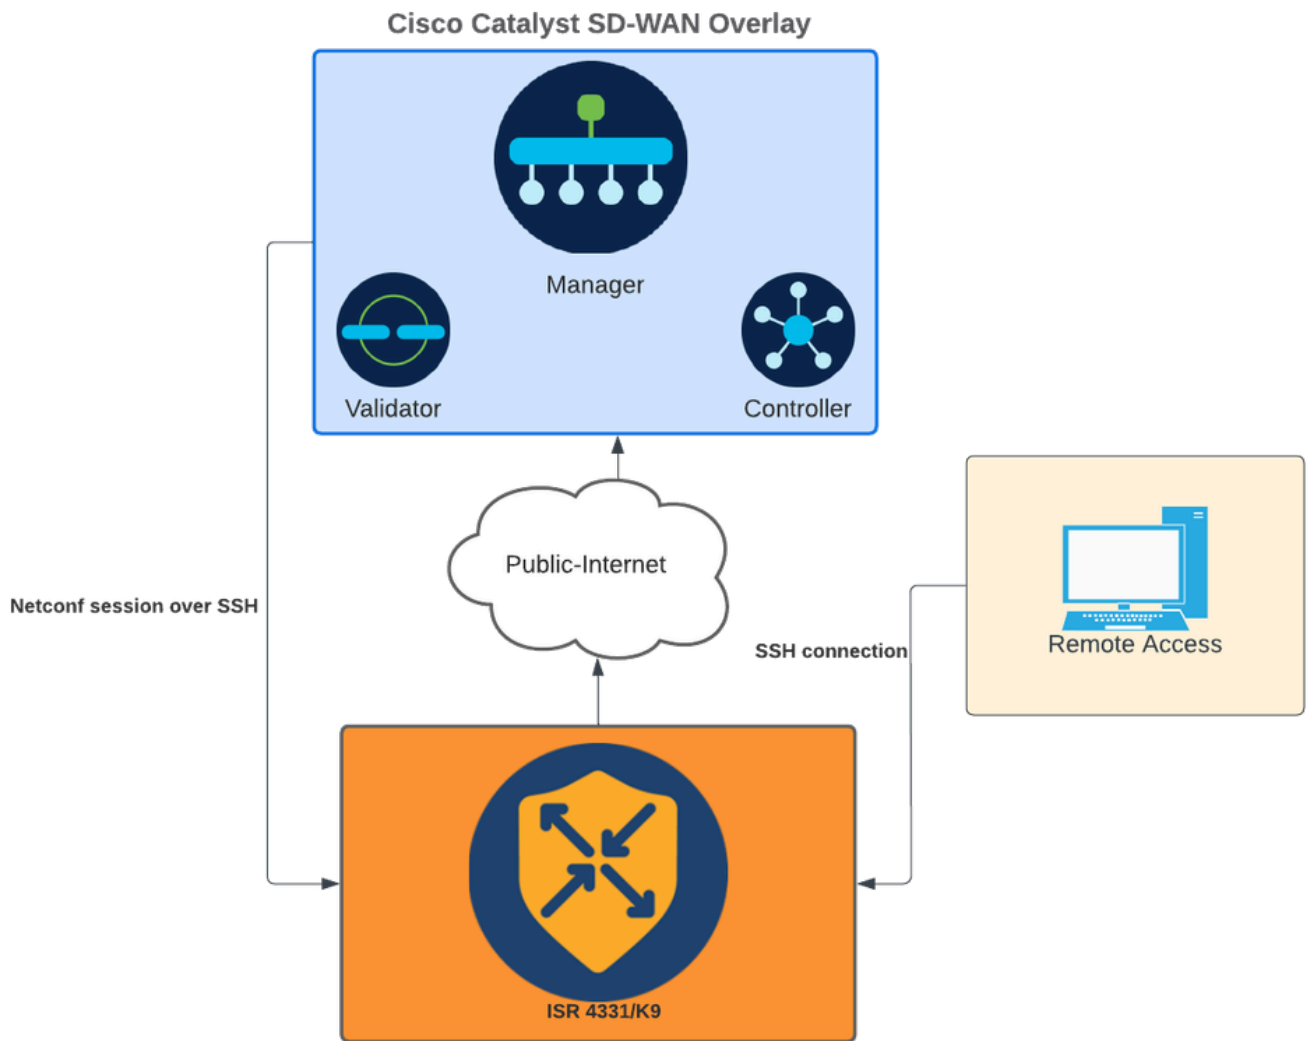 Cisco Catalyst SD-WAN Overlay
Manager
Validator
Controller
Public-Internet
Netconf session over SSH
SSH connection
Remote Access
ISR 4331/K9